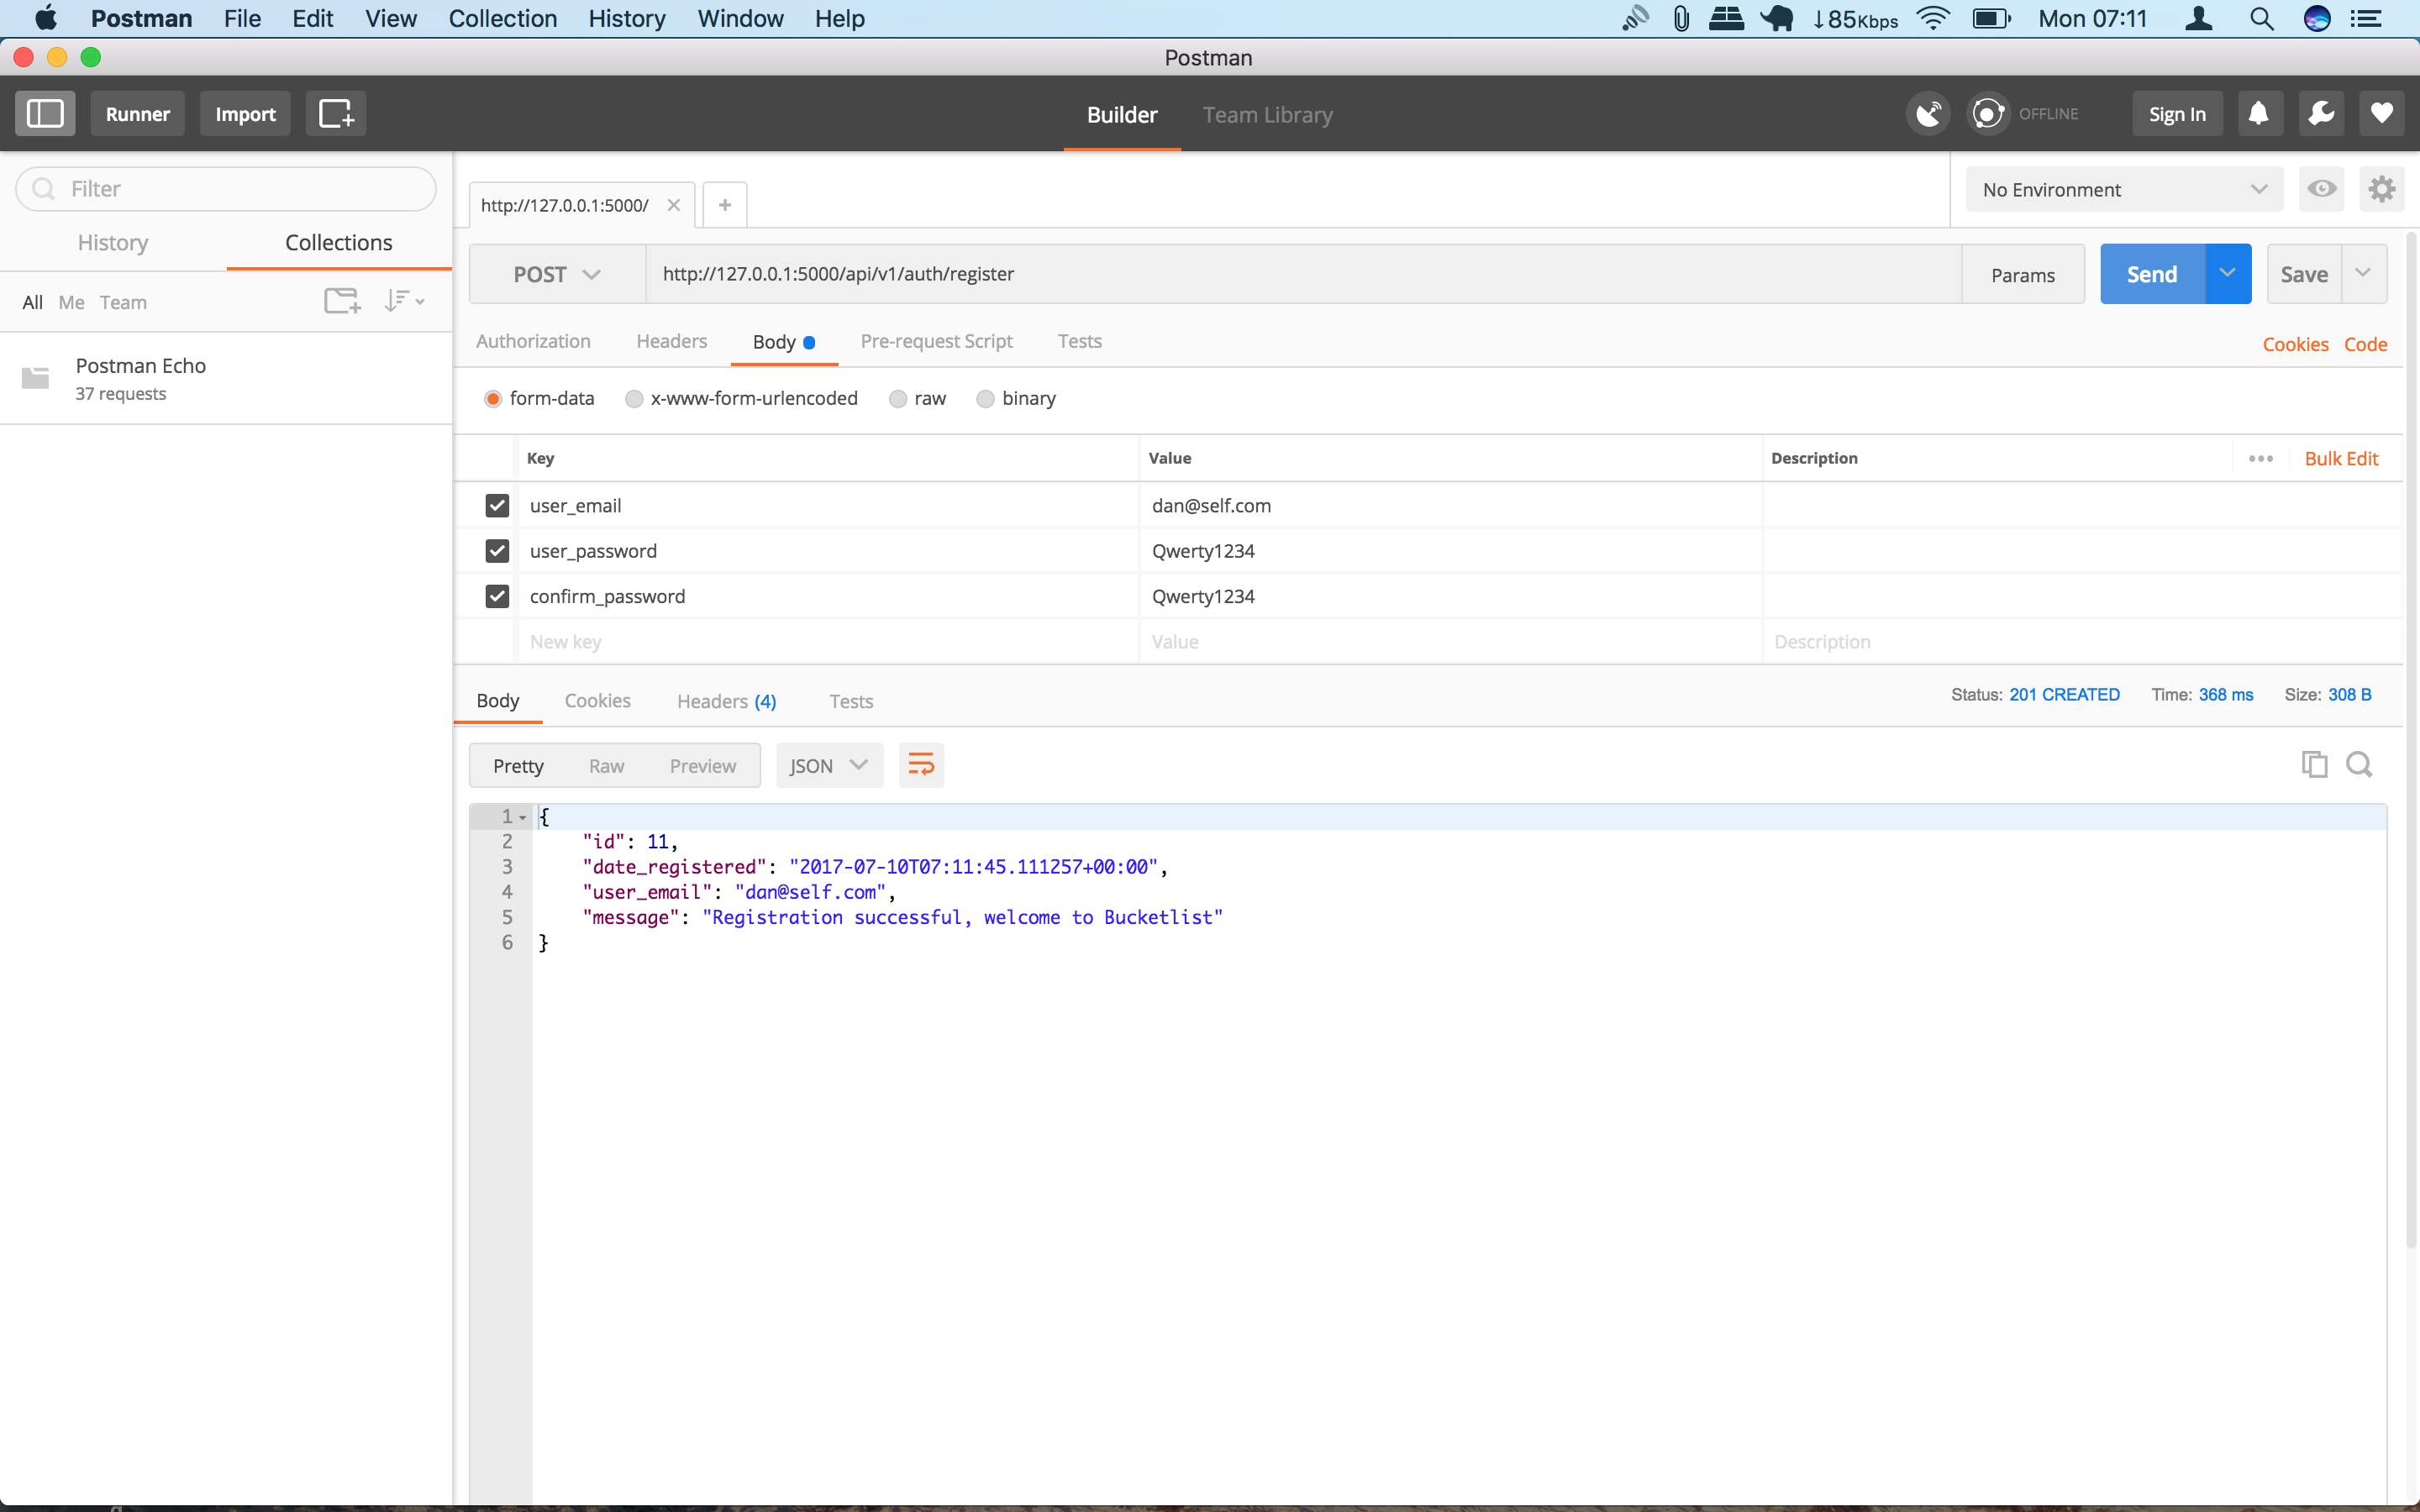 Postman File Edit View Collection History Window Help ↓85Kbps Mon 07:11
Postman
Runner Import Builder Team Library OFFLINE Sign In
Filter
http://127.0.0.1:5000/ No Environment
History Collections
POST http://127.0.0.1:5000/api/v1/auth/register Params Send Save
All Me Team
Authorization Headers Body Pre-request Script Tests Cookies Code
Postman Echo
37 requests
form-data x-www-form-urlencoded raw binary
Key Value Description Bulk Edit
user_email dan@self.com
user_password Qwerty1234
confirm_password Qwerty1234
New key Value Description
Body Cookies Headers (4) Tests Status: 201 CREATED Time: 368 ms Size: 308 B
Pretty Raw Preview JSON
1 {
2 "id": 11,
3 "date_registered": "2017-07-10T07:11:45.111257+00:00",
4 "user_email": "dan@self.com",
5 "message": "Registration successful, welcome to Bucketlist"
6 }